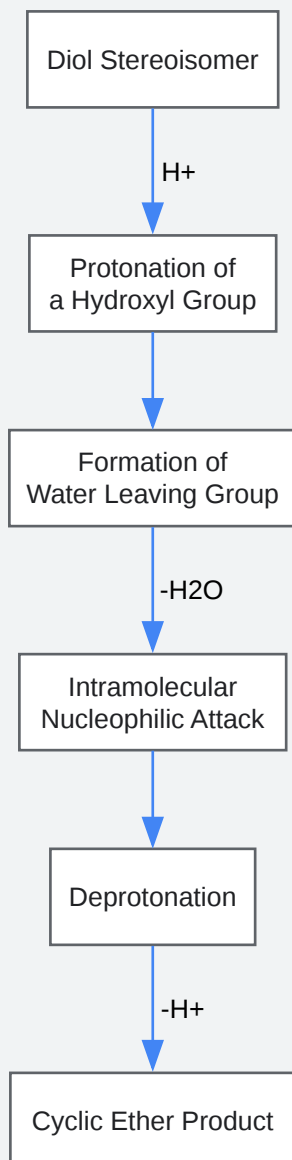 Diol Stereoisomer
H+
Protonation of
a Hydroxyl Group
Formation of
Water Leaving Group
-H2O
Intramolecular
Nucleophilic Attack
Deprotonation
-H+
Cyclic Ether Product